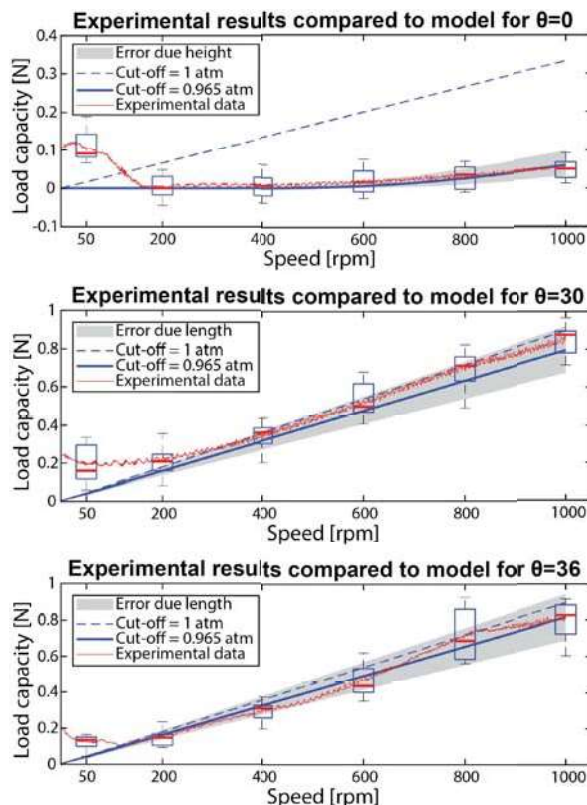 Experimental results compared to model for θ=0
Load capacity [N]
0.4
0.3
0.2
0.1
0
-0.1
Error due height
Cut-off = 1 atm
Cut-off = 0.965 atm
Experimental data
50 200 400 600 800 1000
Speed [rpm]
Experimental results compared to model for θ=30
Load capacity [N]
1
0.8
0.6
0.4
0.2
0
Error due length
Cut-off = 1 atm
Cut-off = 0.965 atm
Experimental data
50 200 400 600 800 1000
Speed [rpm]
Experimental results compared to model for θ=36
Load capacity [N]
1
0.8
0.6
0.4
0.2
0
Error due length
Cut-off = 1 atm
Cut-off = 0.965 atm
Experimental data
50 200 400 600 800 1000
Speed [rpm]